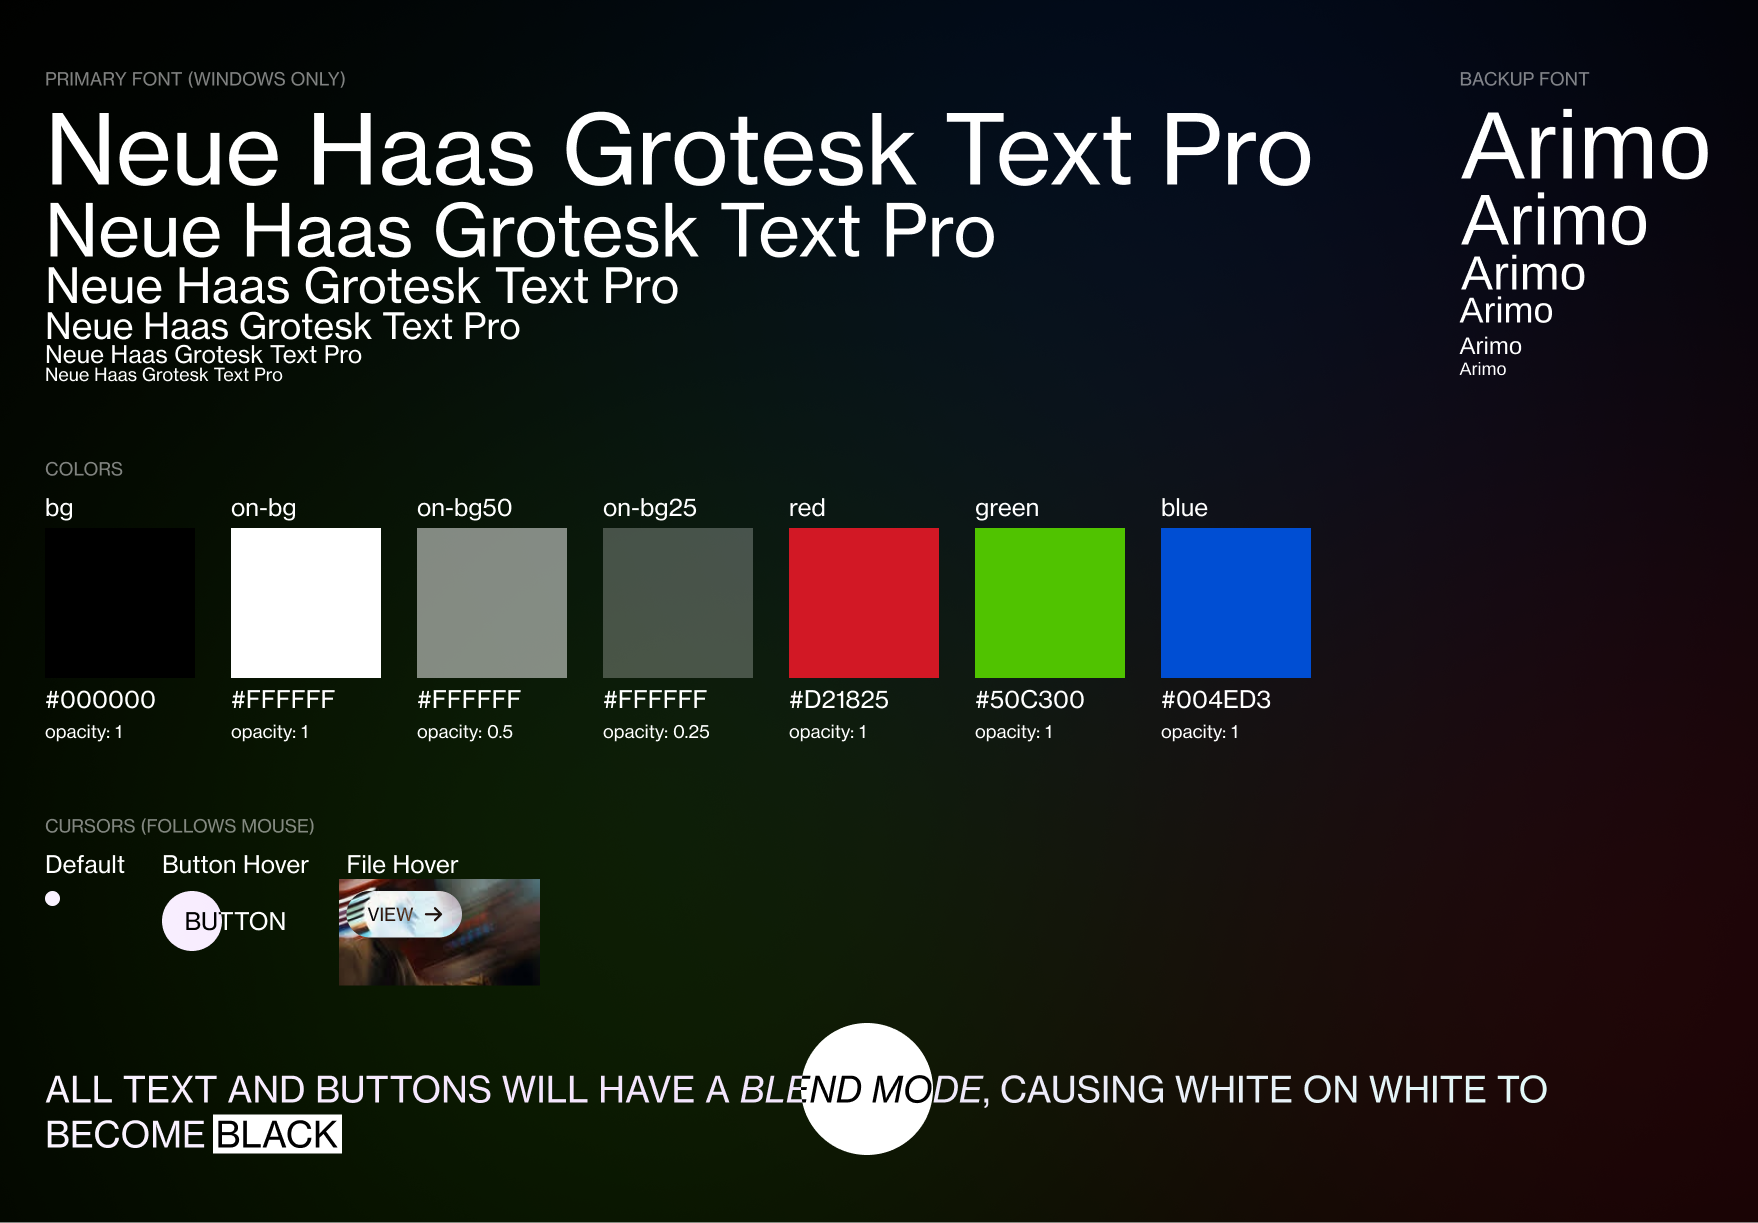 PRIMARY FONT (WINDOWS ONLY)
Neue Haas Grotesk Text Pro
Neue Haas Grotesk Text Pro
Neue Haas Grotesk Text Pro
Neue Haas Grotesk Text Pro
Neue Haas Grotesk Text Pro
Neue Haas Grotesk Text Pro
BACKUP FONT
Arimo
Arimo
Arimo
Arimo
Arimo
Arimo
COLORS
bg
#000000
opacity: 1
on-bg
#FFFFFF
opacity: 1
on-bg50
#FFFFFF
opacity: 0.5
on-bg25
#FFFFFF
opacity: 0.25
red
#D21825
opacity: 1
green
#50C300
opacity: 1
blue
#004ED3
opacity: 1
CURSORS (FOLLOWS MOUSE)
Default
Button Hover
BUTTON
File Hover
VIEW →
ALL TEXT AND BUTTONS WILL HAVE A BLEND MODE, CAUSING WHITE ON WHITE TO
BECOME BLACK